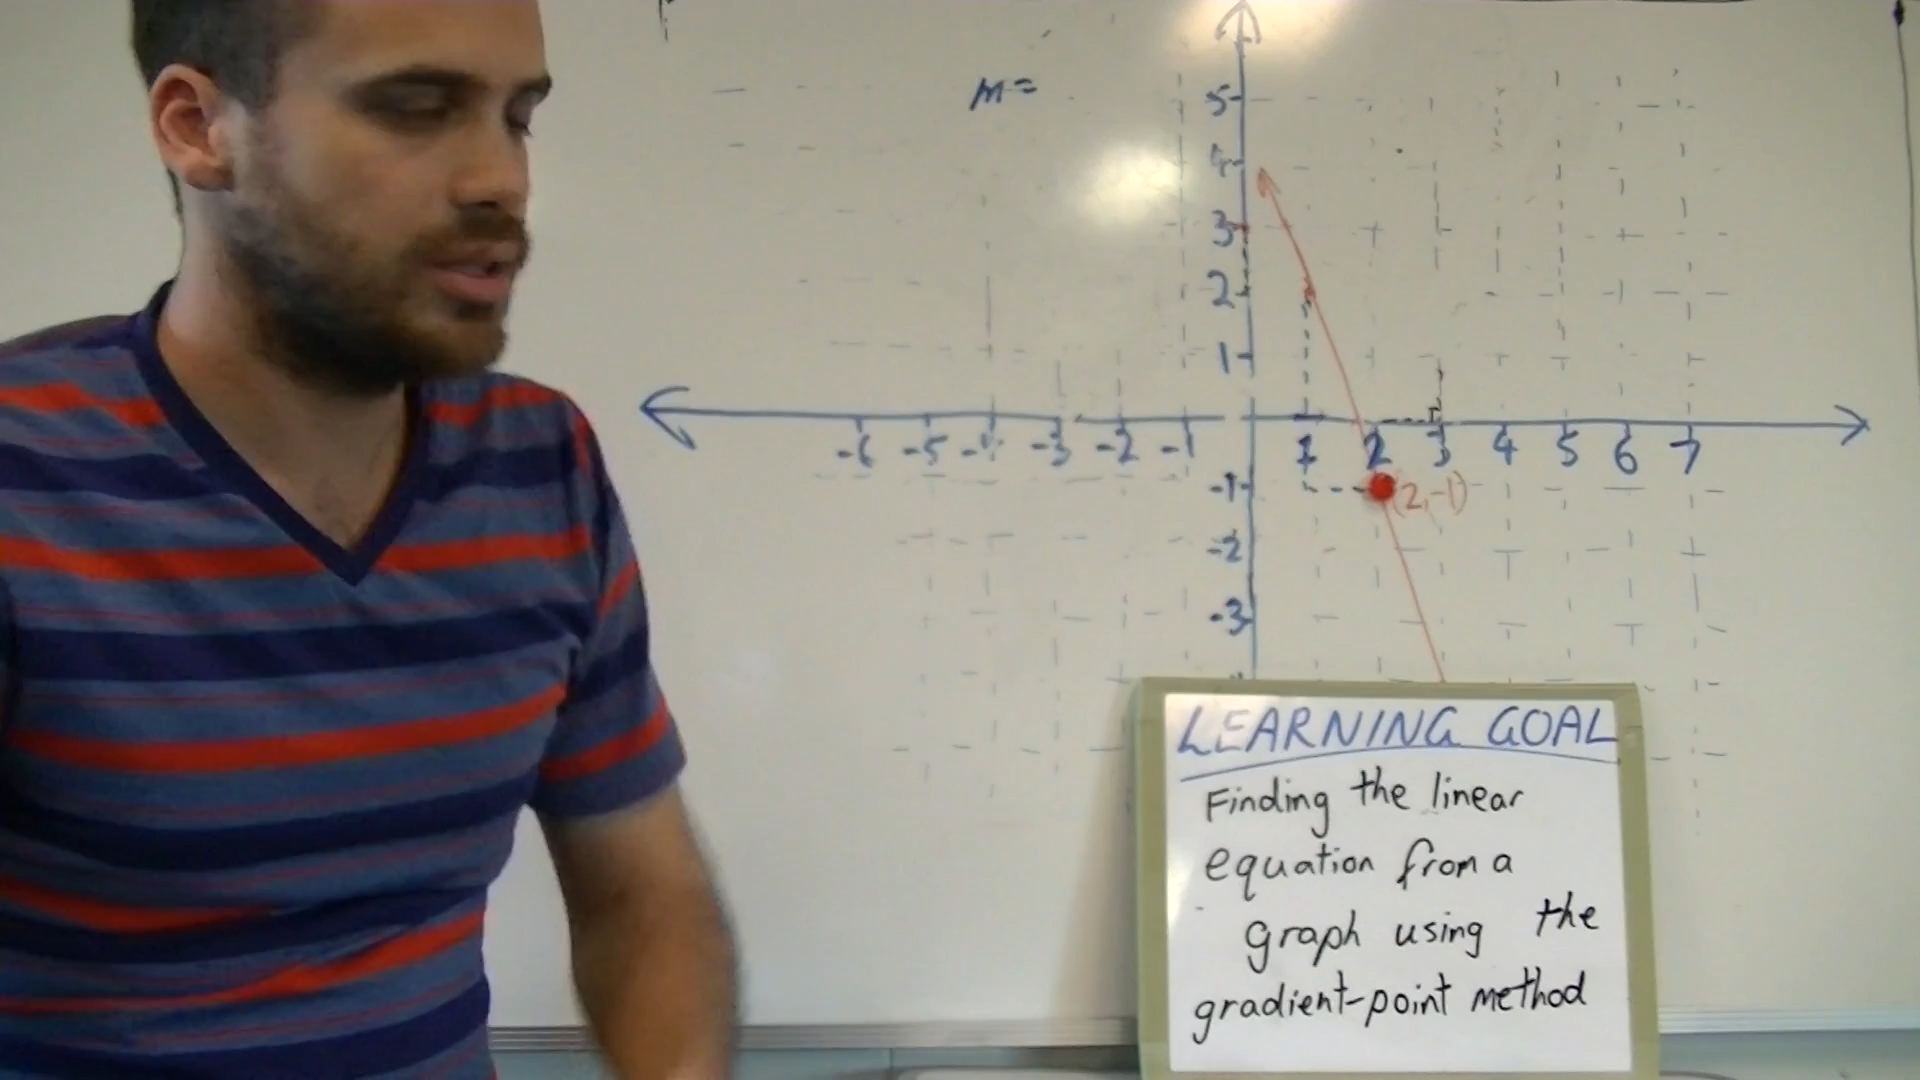 m=
5
4
3
2
1
-6 -5 -4 -3 -2 -1 1 2 3 4 5 6 7
-1 (2,-1)
-2
-3
LEARNING GOAL
Finding the linear
equation from a
graph using the
gradient-point method